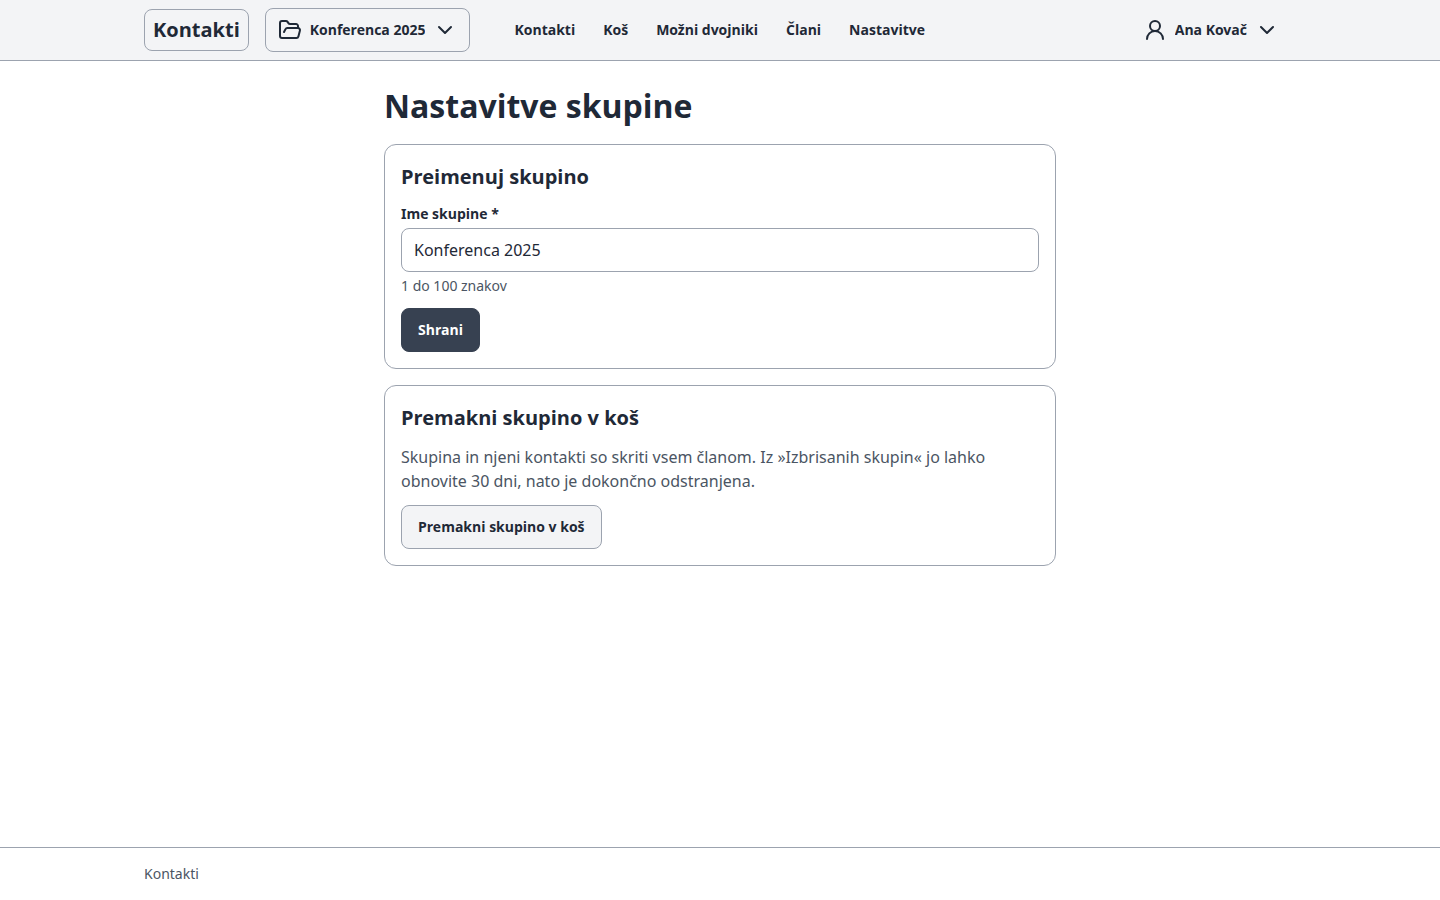 Kontakti
Konferenca 2025
Kontakti
Koš
Možni dvojniki
Člani
Nastavitve
Ana Kovač
Nastavitve skupine
Preimenuj skupino
Ime skupine *
Konferenca 2025
1 do 100 znakov
Shrani
Premakni skupino v koš
Skupina in njeni kontakti so skriti vsem članom. Iz »Izbrisanih skupin« jo lahko
obnovite 30 dni, nato je dokončno odstranjena.
Premakni skupino v koš
Kontakti